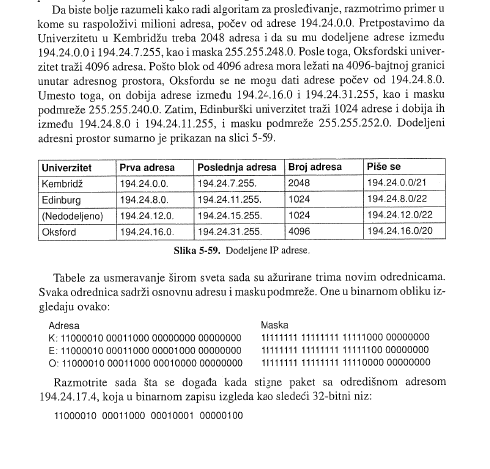 Da biste bolje razumeli kako radi algoritam za prosleđivanje, razmotrimo primer u
kome su raspoloživi milioni adresa, počev od adrese 194.24.0.0. Pretpostavimo da
Univerzitetu u Kembridžu treba 2048 adresa i da su mu dodeljene adrese između
194.24.0.0 i 194.24.7.255, kao i maska 255.255.248.0. Posle toga, Oksfordski univer-
zitet traži 4096 adresa. Pošto blok od 4096 adresa mora ležati na 4096-bajtnoj granici
unutar adresnog prostora, Oksfordu se ne mogu dati adrese počev od 194.24.8.0.
Umesto toga, on dobija adrese između 194.24.16.0 i 194.24.31.255, kao i masku
podmreže 255.255.240.0. Zatim, Edinburški univerzitet traži 1024 adrese i dobija ih
između 194.24.8.0 i 194.24.11.255, i masku podmreže 255.255.252.0. Dodeljeni
adresni prostor sumarno je prikazan na slici 5-59.
Univerzitet Prva adresa Poslednja adresa Broj adresa Piše se
Kembridž 194.24.0.0. 194.24.7.255. 2048 194.24.0.0/21
Edinburg 194.24.8.0. 194.24.11.255. 1024 194.24.8.0/22
(Nedodeljeno) 194.24.12.0. 194.24.15.255. 1024 194.24.12.0/22
Oksford 194.24.16.0. 194.24.31.255. 4096 194.24.16.0/20
Slika 5-59. Dodeljene IP adrese.
Tabele za usmeravanje širom sveta sada su ažurirane trima novim odrednicama.
Svaka odrednica sadrži osnovnu adresu i masku podmreže. One u binarnom obliku iz-
gledaju ovako:
Adresa Maska
K: 11000010 00011000 00000000 00000000 11111111 11111111 11111000 00000000
E: 11000010 00011000 00001000 00000000 11111111 11111111 11111100 00000000
O: 11000010 00011000 00010000 00000000 11111111 11111111 11110000 00000000
Razmotrite sada šta se događa kada stigne paket sa odredišnom adresom
194.24.17.4, koja u binarnom zapisu izgleda kao sledeći 32-bitni niz:
11000010 00011000 00010001 00000100